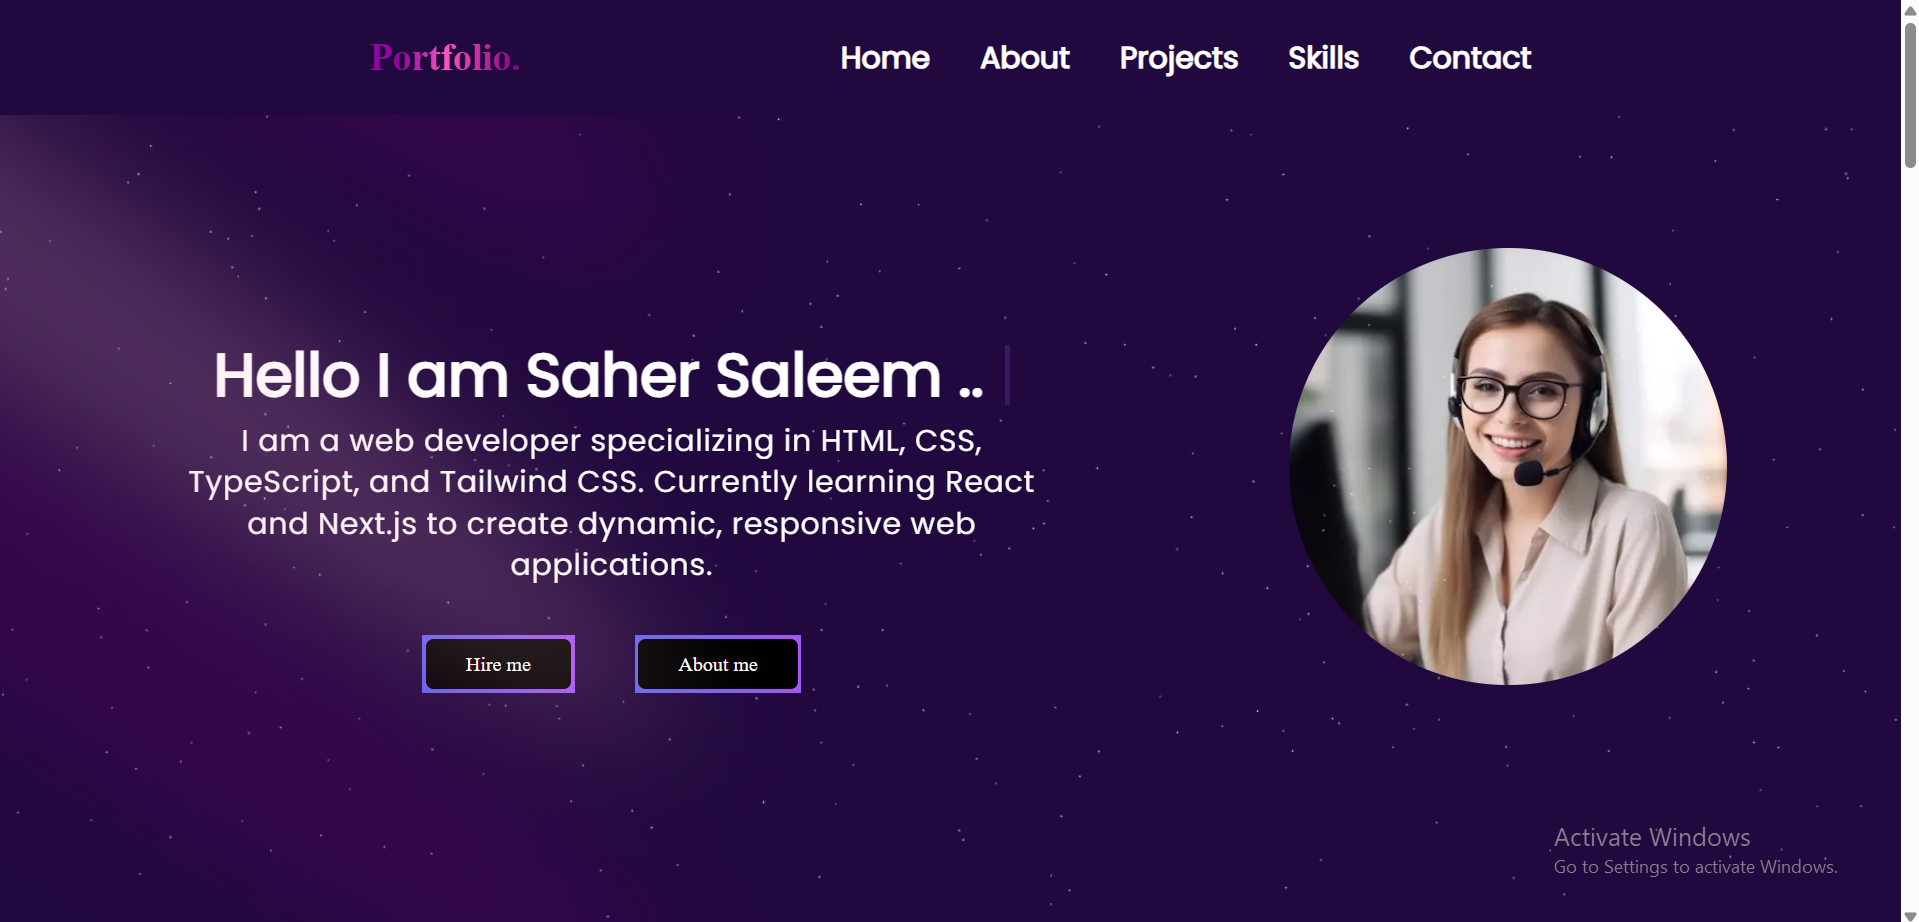 Portfolio.
Home About Projects Skills Contact
Hello I am Saher Saleem ..
I am a web developer specializing in HTML, CSS,
TypeScript, and Tailwind CSS. Currently learning React
and Next.js to create dynamic, responsive web
applications.
Hire me
About me
Activate Windows
Go to Settings to activate Windows.